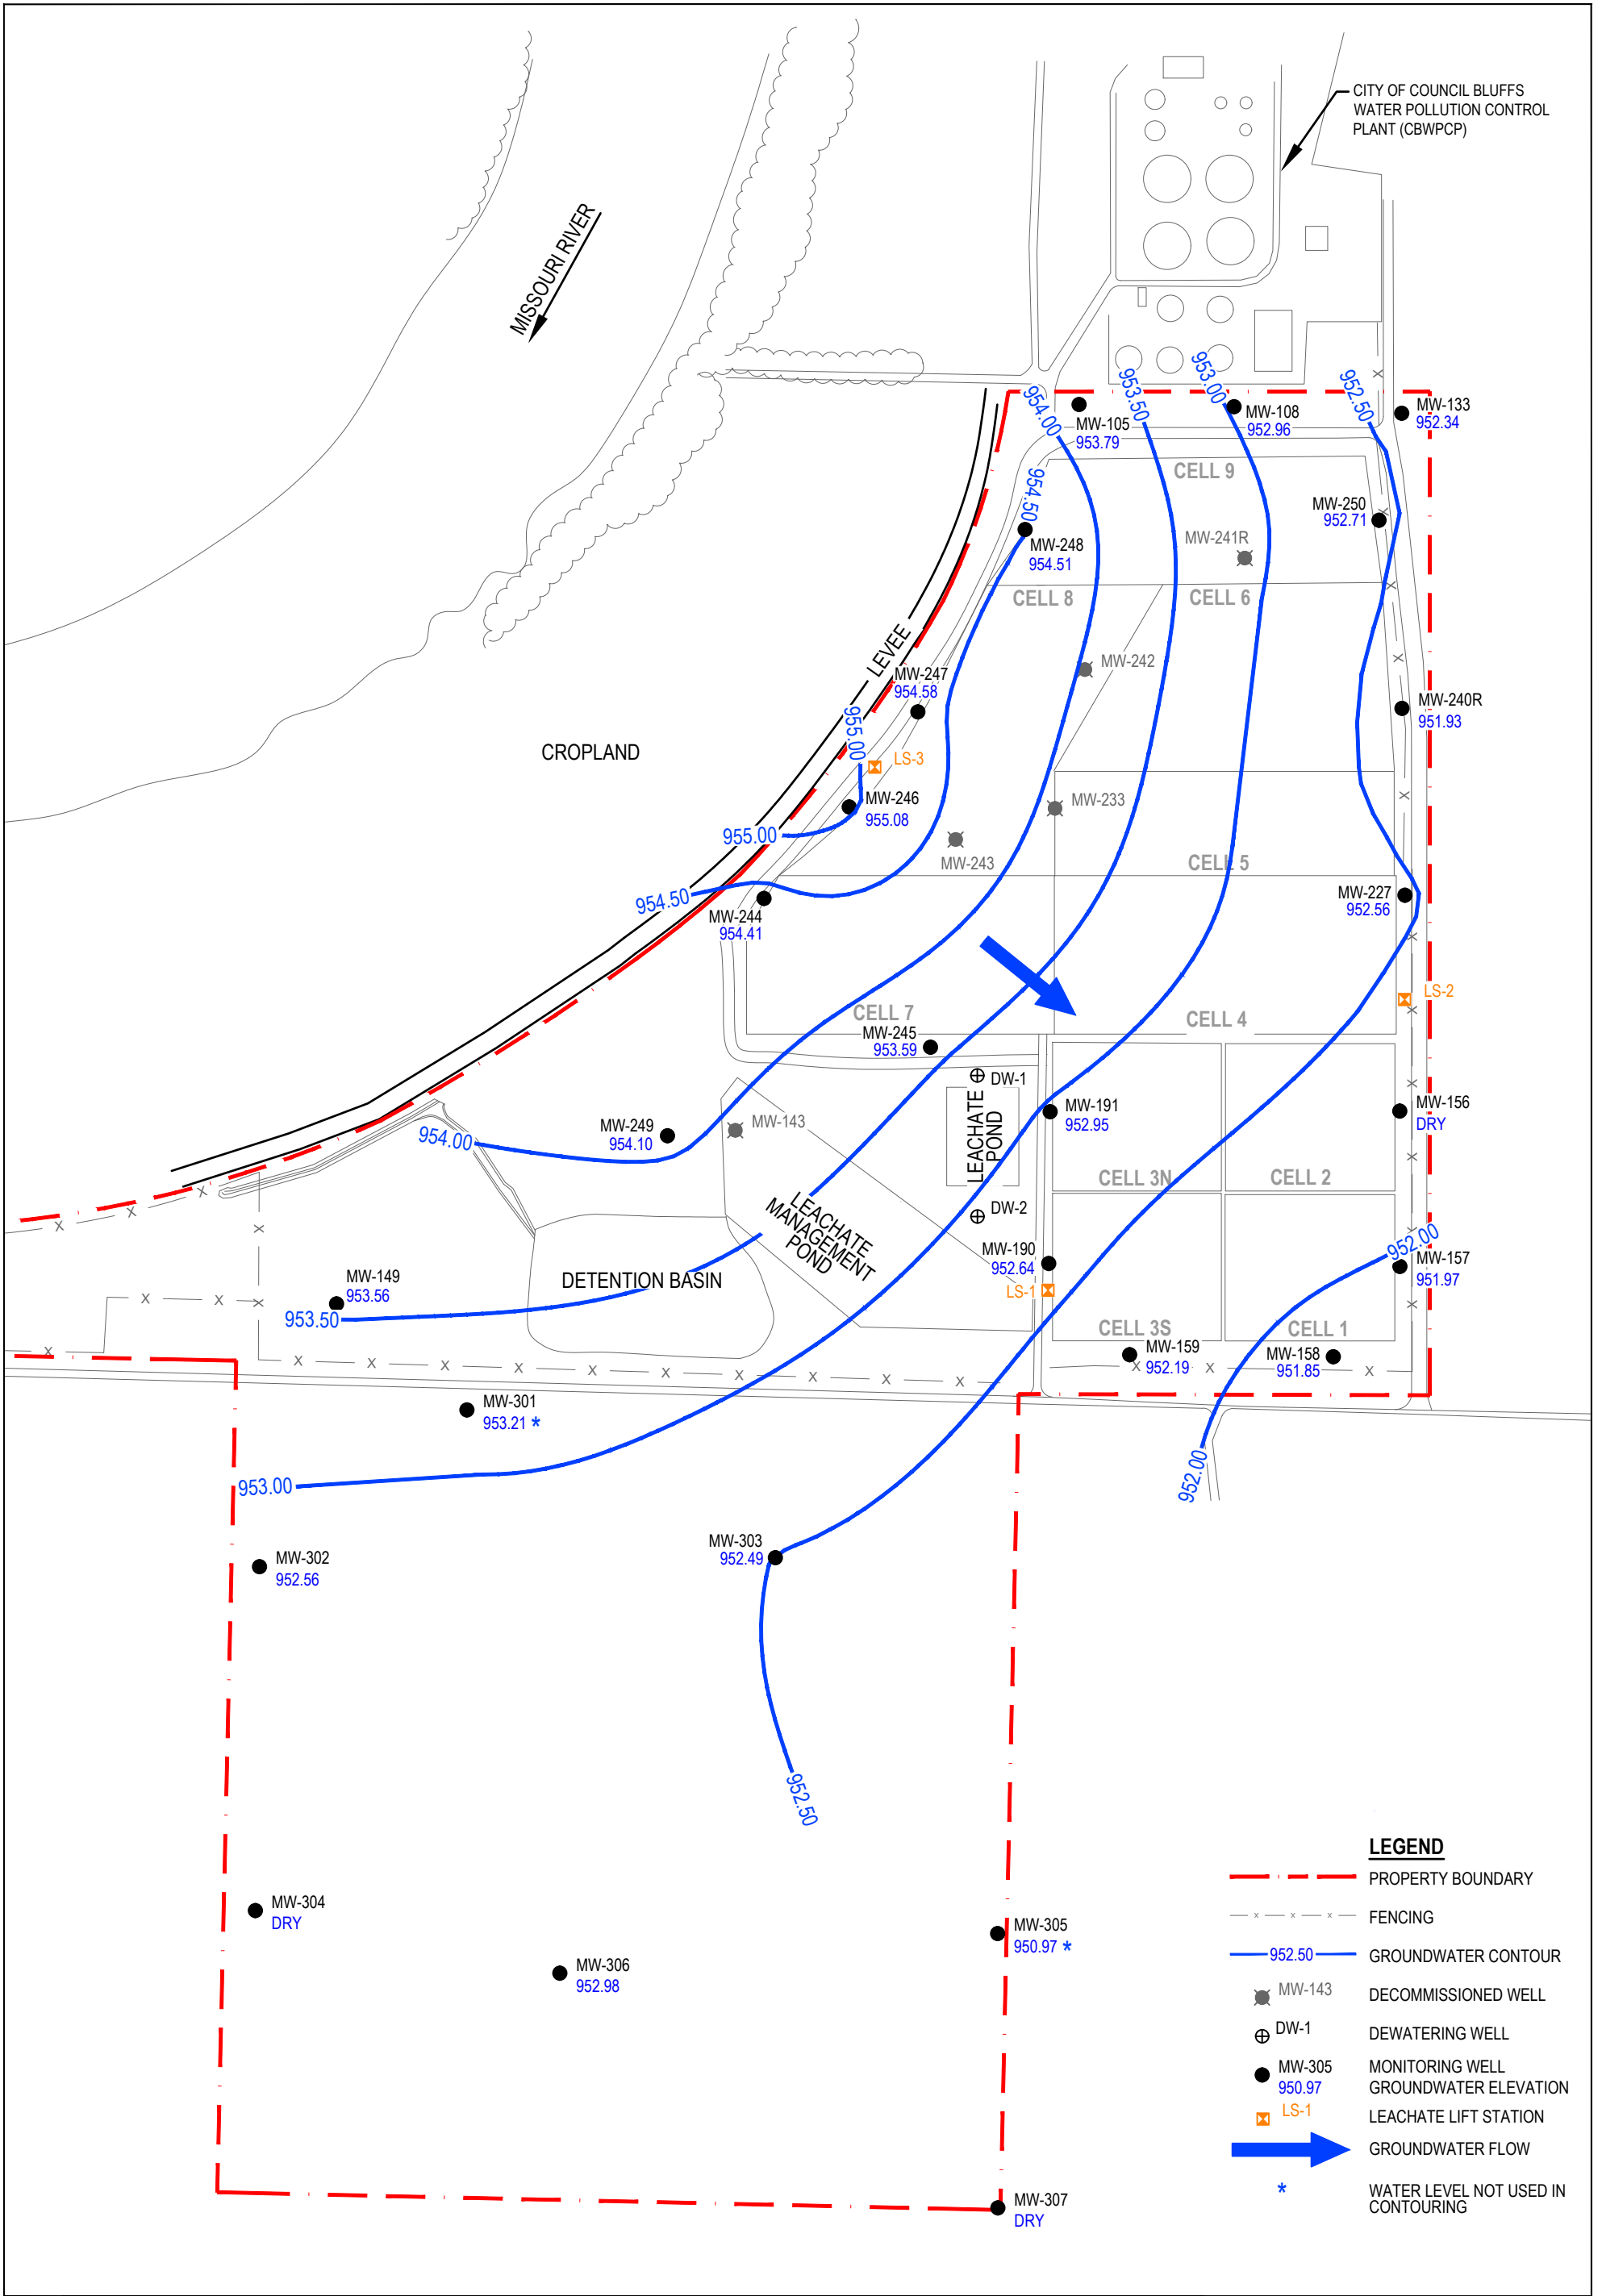 CITY OF COUNCIL BLUFFS
WATER POLLUTION CONTROL
PLANT (CBWPCP)
MISSOURI RIVER
953.00
953.50
952.50
954.00
MW-105
953.79
MW-108
952.96
MW-133
952.34
CELL 9
954.50
MW-250
952.71
MW-248
954.51
MW-241R
CELL 8
CELL 6
LEVEE
MW-242
MW-247
954.58
MW-240R
951.93
955.00
CROPLAND
LS-3
MW-246
955.08
MW-233
955.00
MW-243
CELL 5
954.50
MW-244
954.41
MW-227
952.56
LS-2
CELL 7
CELL 4
MW-245
953.59
DW-1
LEACHATE
POND
MW-191
952.95
MW-156
DRY
MW-249
954.10
MW-143
954.00
CELL 3N
CELL 2
LEACHATE
MANAGEMENT
POND
DW-2
MW-190
952.64
952.00
MW-157
951.97
DETENTION BASIN
LS-1
MW-149
953.56
953.50
CELL 3S
CELL 1
MW-159
952.19
MW-158
951.85
MW-301
953.21 *
953.00
952.00
MW-303
952.49
MW-302
952.56
952.50
MW-304
DRY
MW-305
950.97 *
MW-306
952.98
MW-307
DRY
LEGEND
PROPERTY BOUNDARY
x x x FENCING
952.50 GROUNDWATER CONTOUR
MW-143 DECOMMISSIONED WELL
DW-1 DEWATERING WELL
MW-305 MONITORING WELL
950.97 GROUNDWATER ELEVATION
LS-1 LEACHATE LIFT STATION
GROUNDWATER FLOW
* WATER LEVEL NOT USED IN
CONTOURING